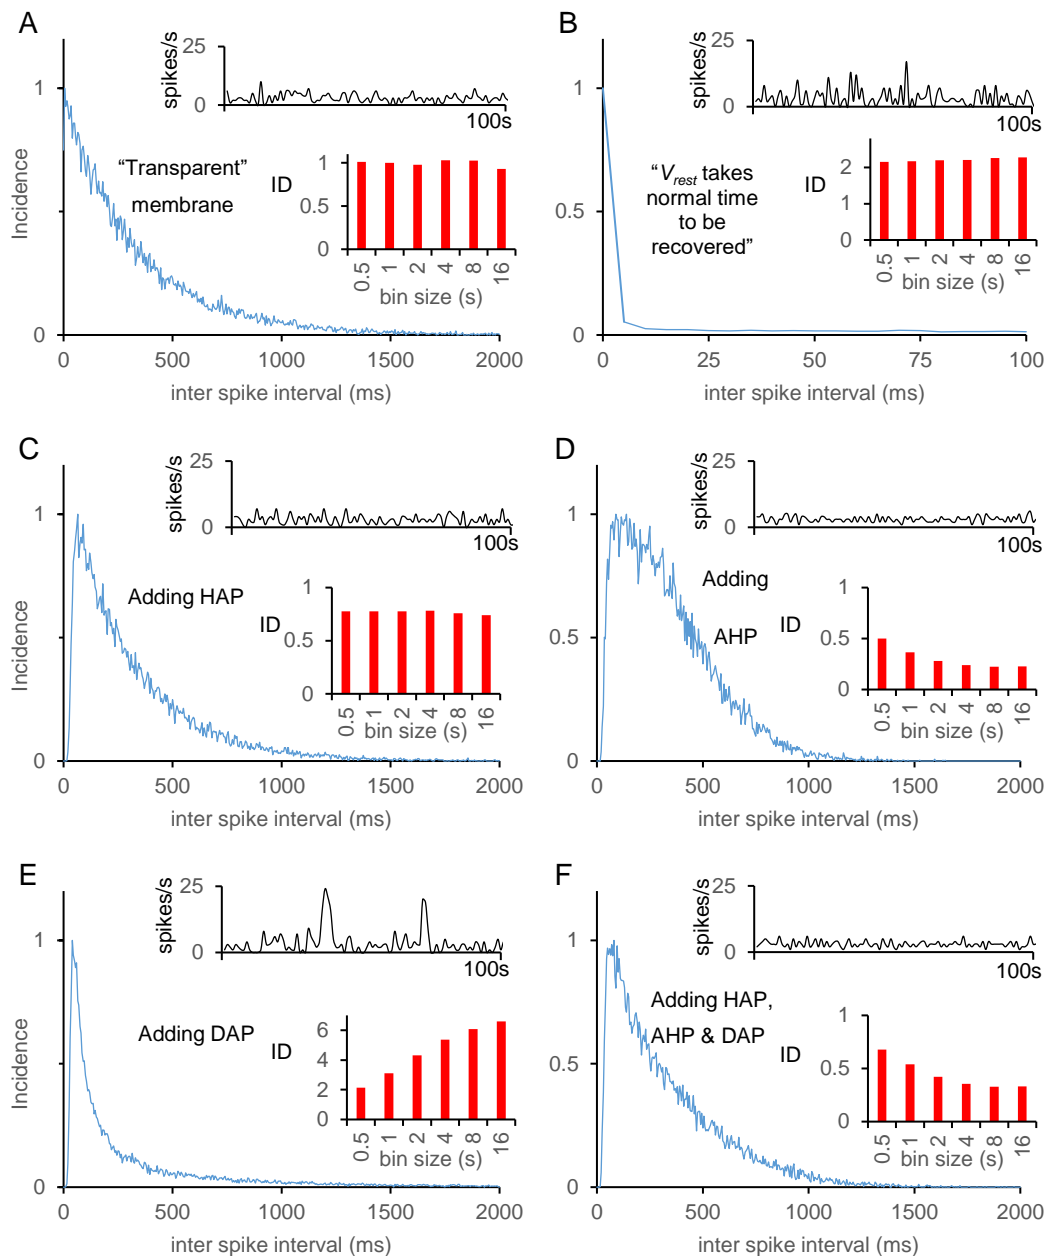 A
spikes/s
25
0
100s
1
0.5
0
Incidence
“Transparent”
membrane
ID
1
0.5
0
0.5 1 2 4 8 16
bin size (s)
0 500 1000 1500 2000
inter spike interval (ms)
B
spikes/s
25
0
100s
1
0.5
0
“Vrest takes
normal time
to be
recovered”
ID
2
1
0
0.5 1 2 4 8 16
bin size (s)
0 25 50 75 100
inter spike interval (ms)
C
spikes/s
25
0
100s
1
0.5
0
Incidence
Adding HAP
ID
1
0.5
0
0.5 1 2 4 8 16
bin size (s)
0 500 1000 1500 2000
inter spike interval (ms)
D
spikes/s
25
0
100s
1
0.5
0
Adding
AHP
ID
1
0.5
0
0.5 1 2 4 8 16
bin size (s)
0 500 1000 1500 2000
inter spike interval (ms)
E
spikes/s
25
0
100s
1
0
Incidence
Adding DAP
ID
6
4
2
0
0.5 1 2 4 8 16
bin size (s)
0 500 1000 1500 2000
inter spike interval (ms)
F
spikes/s
25
0
100s
1
0.5
0
Adding HAP,
AHP & DAP
ID
1
0.5
0
0.5 1 2 4 8 16
bin size (s)
0 500 1000 1500 2000
inter spike interval (ms)